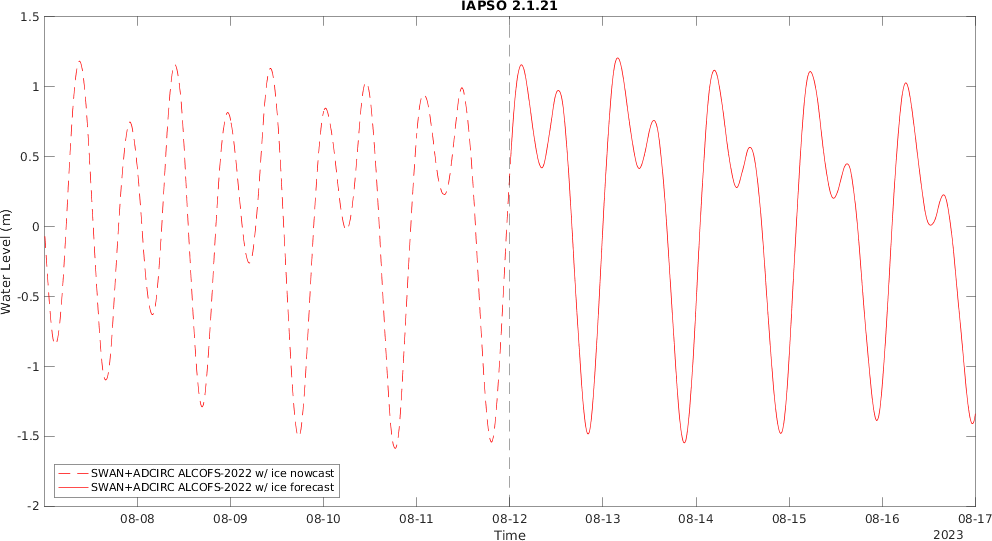 IAPSO 2.1.21
Water Level (m)
1.5
1
0.5
0
-0.5
-1
-1.5
-2
SWAN+ADCIRC ALCOFS-2022 w/ ice nowcast
SWAN+ADCIRC ALCOFS-2022 w/ ice forecast
08-08 08-09 08-10 08-11 08-12 08-13 08-14 08-15 08-16 08-17
Time
2023